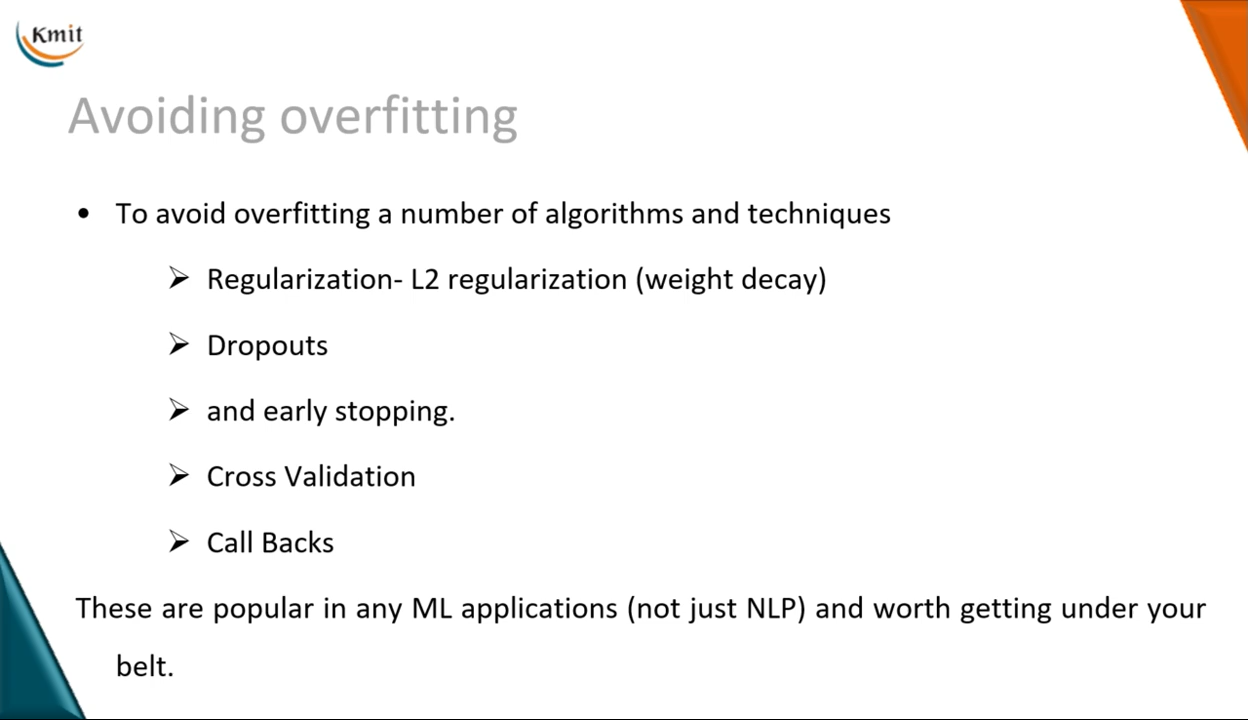 Kmit
Avoiding overfitting
• To avoid overfitting a number of algorithms and techniques
➢ Regularization- L2 regularization (weight decay)
➢ Dropouts
➢ and early stopping.
➢ Cross Validation
➢ Call Backs
These are popular in any ML applications (not just NLP) and worth getting under your
belt.